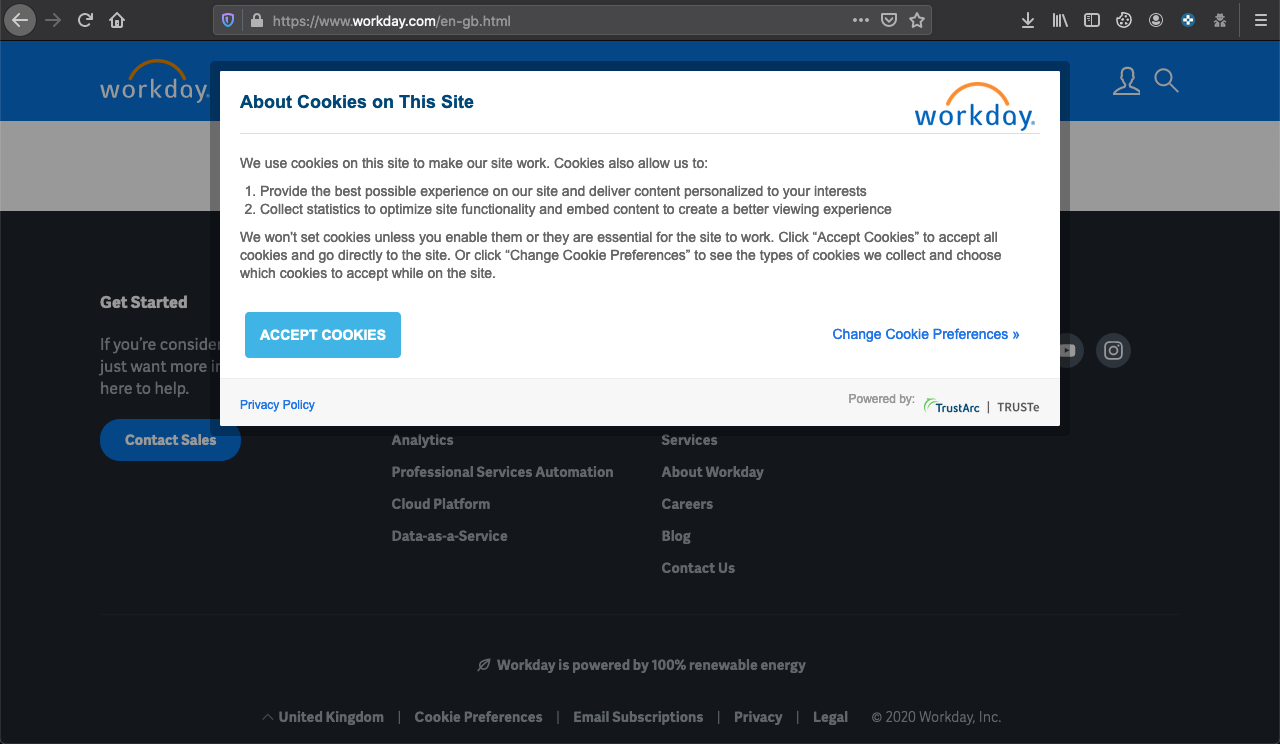 https://www.workday.com/en-gb.html
workday.
About Cookies on This Site
workday.
We use cookies on this site to make our site work. Cookies also allow us to:
1. Provide the best possible experience on our site and deliver content personalized to your interests
2. Collect statistics to optimize site functionality and embed content to create a better viewing experience
We won't set cookies unless you enable them or they are essential for the site to work. Click “Accept Cookies” to accept all
cookies and go directly to the site. Or click “Change Cookie Preferences” to see the types of cookies we collect and choose
which cookies to accept while on the site.
ACCEPT COOKIES
Change Cookie Preferences »
Privacy Policy
Powered by: TrustArc | TRUSTe
Get Started
If you're consider
just want more in
here to help.
Contact Sales
Analytics
Professional Services Automation
Cloud Platform
Data-as-a-Service
Services
About Workday
Careers
Blog
Contact Us
Workday is powered by 100% renewable energy
United Kingdom | Cookie Preferences | Email Subscriptions | Privacy | Legal © 2020 Workday, Inc.